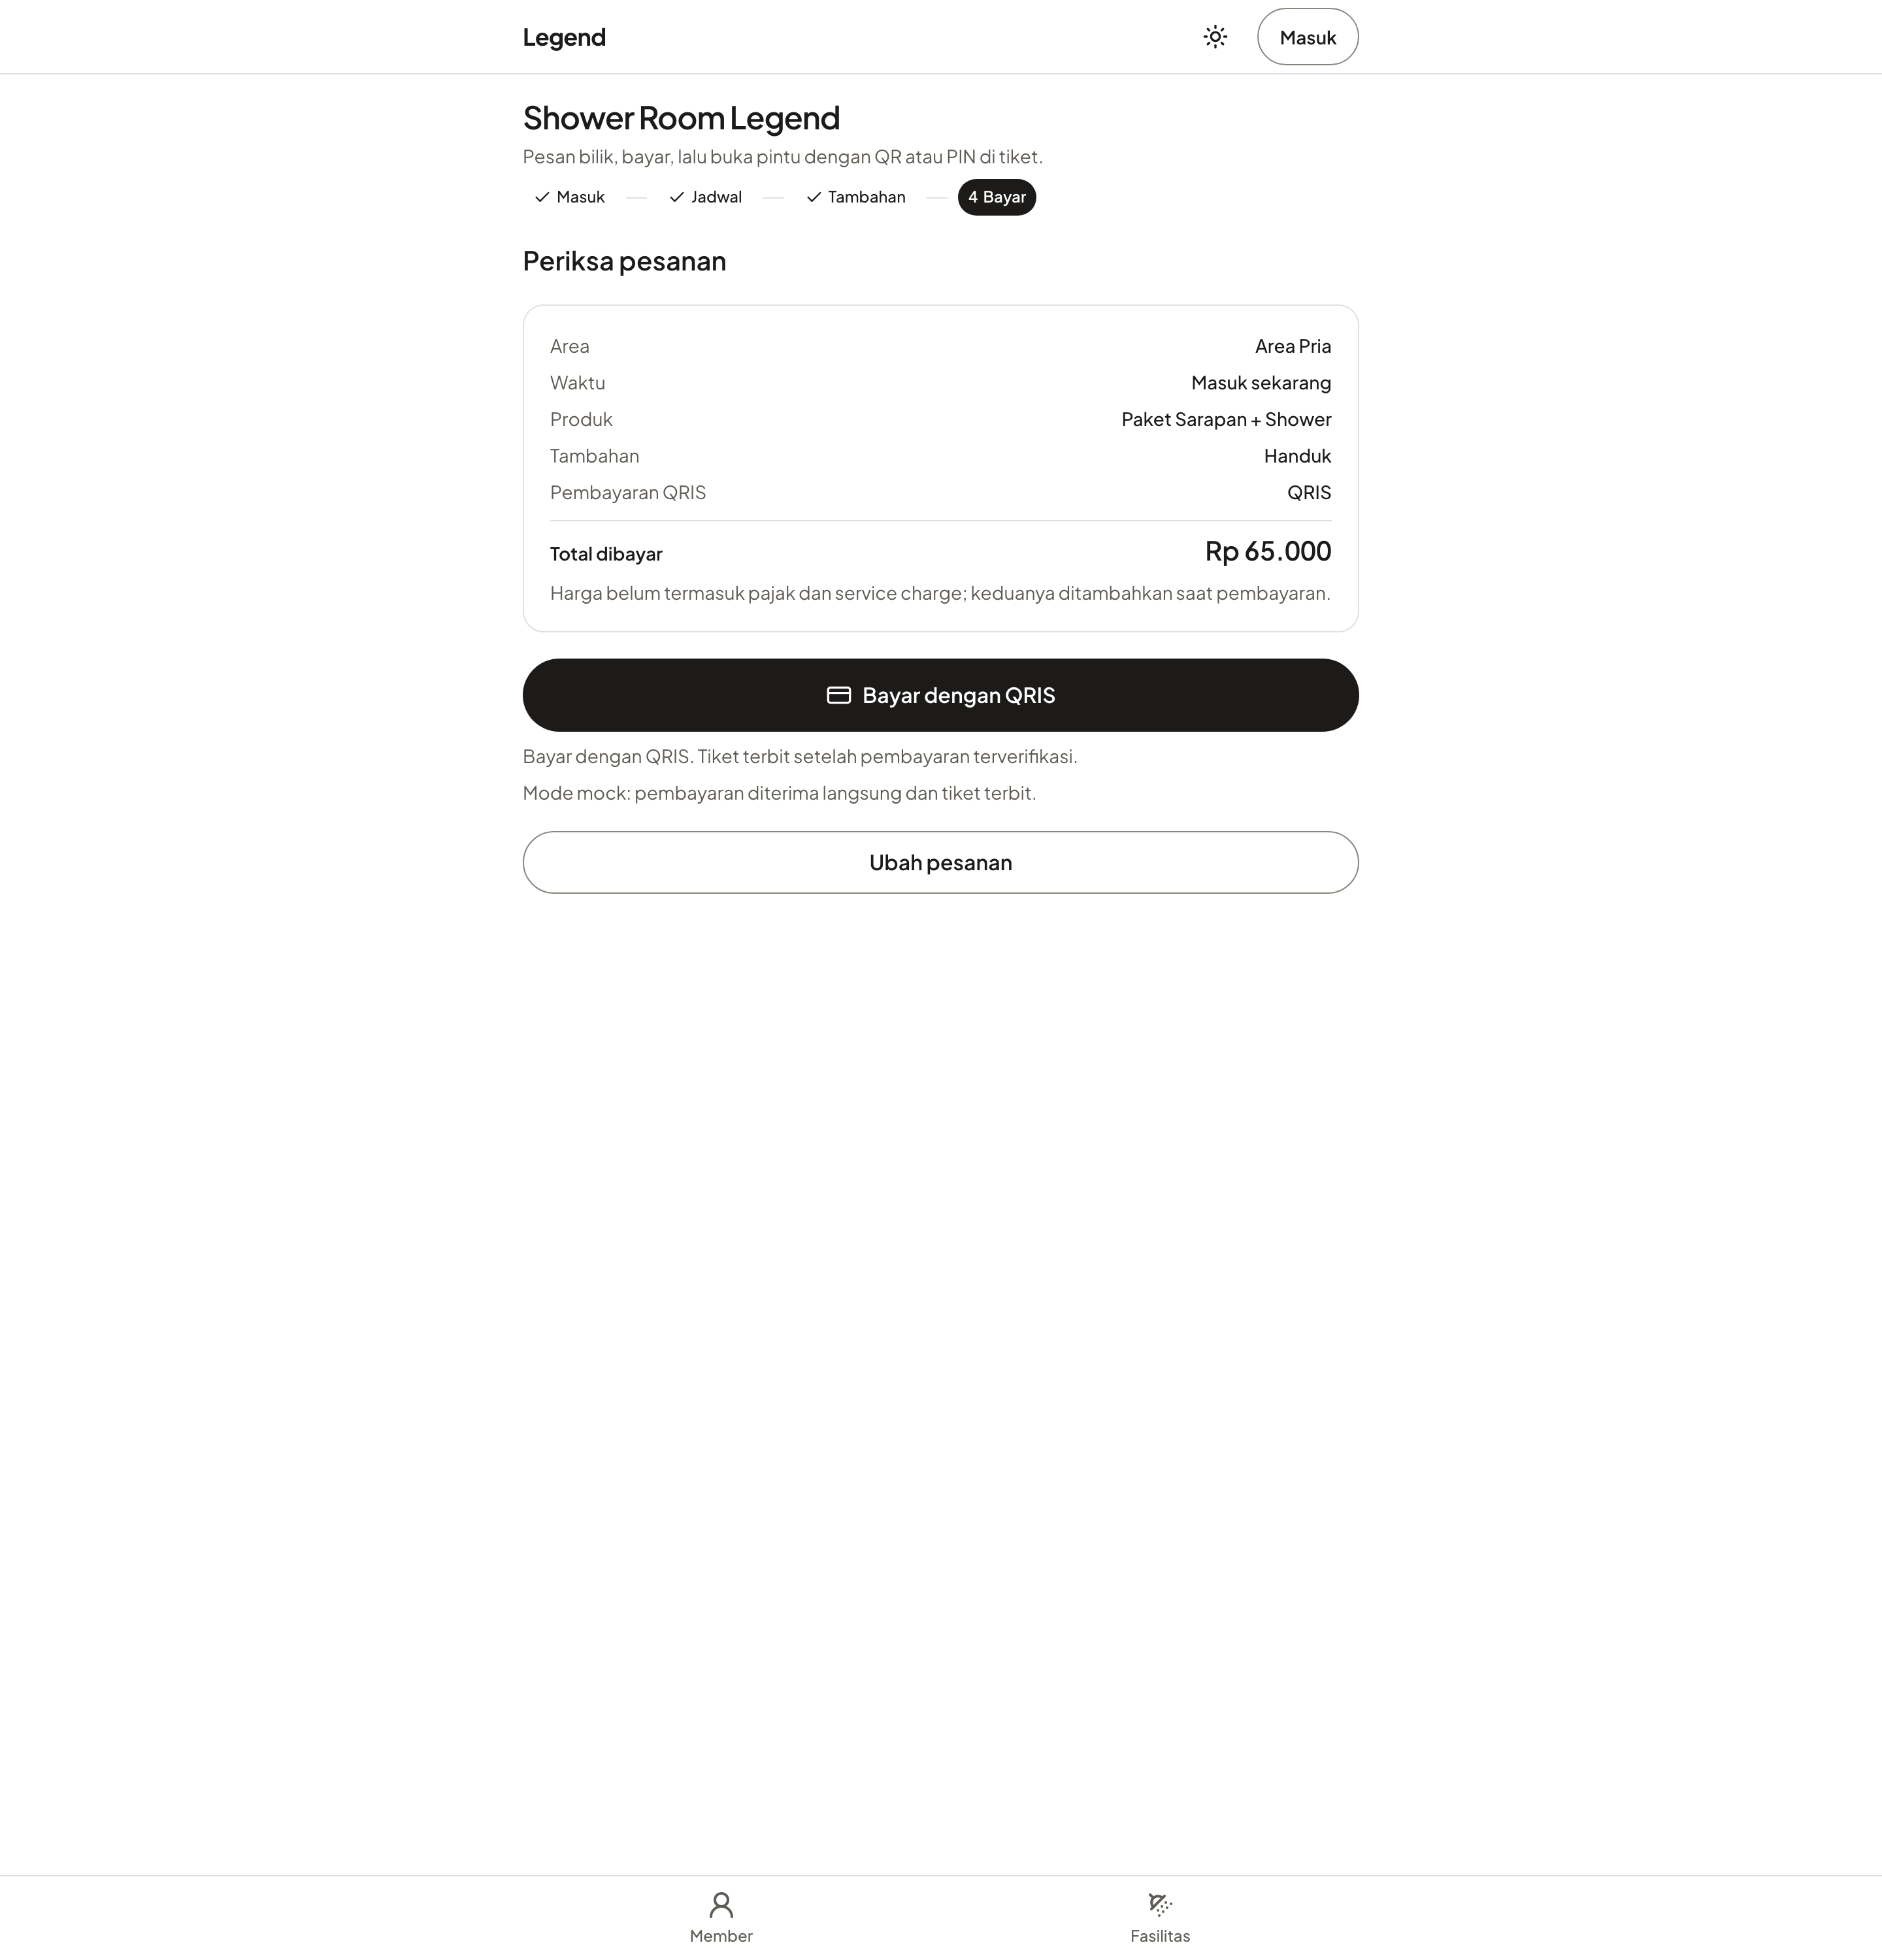 Legend
Masuk
Shower Room Legend
Pesan bilik, bayar, lalu buka pintu dengan QR atau PIN di tiket.
Masuk
Jadwal
Tambahan
4 Bayar
Periksa pesanan
Area Area Pria
Waktu Masuk sekarang
Produk Paket Sarapan + Shower
Tambahan Handuk
Pembayaran QRIS QRIS
Total dibayar Rp 65.000
Harga belum termasuk pajak dan service charge; keduanya ditambahkan saat pembayaran.
Bayar dengan QRIS
Bayar dengan QRIS. Tiket terbit setelah pembayaran terverifikasi.
Mode mock: pembayaran diterima langsung dan tiket terbit.
Ubah pesanan
Member
Fasilitas